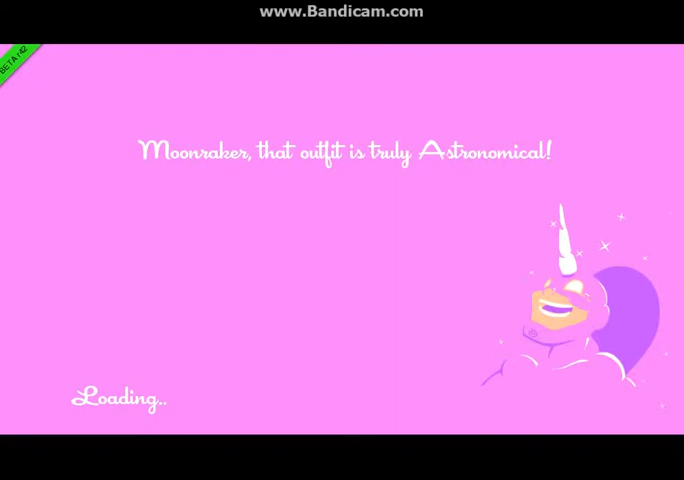 www.Bandicam.com
BETA r42
Moonraker, that outfit is truly Astronomical!
Loading..